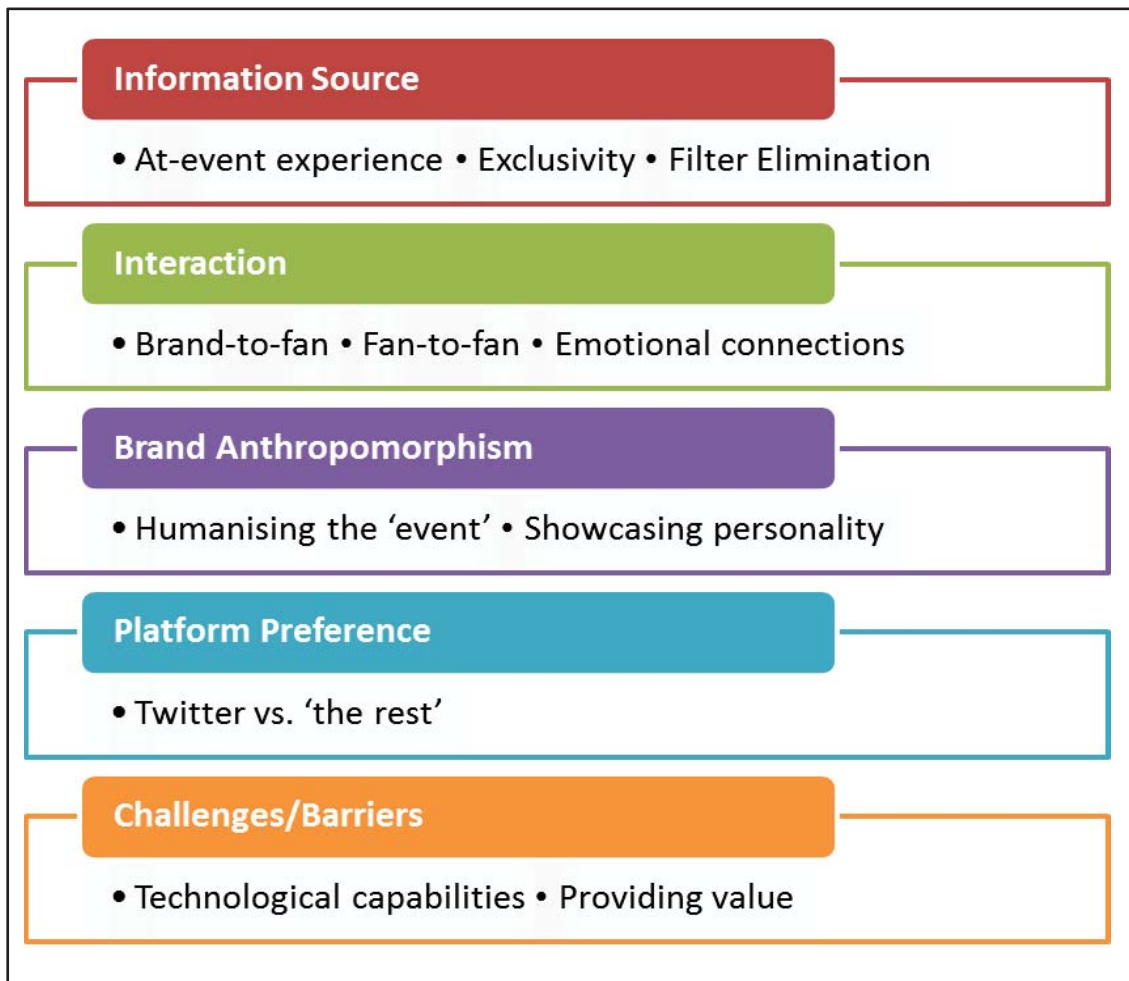 Information Source
• At-event experience • Exclusivity • Filter Elimination
Interaction
• Brand-to-fan • Fan-to-fan • Emotional connections
Brand Anthropomorphism
• Humanising the ‘event’ • Showcasing personality
Platform Preference
• Twitter vs. ‘the rest’
Challenges/Barriers
• Technological capabilities • Providing value